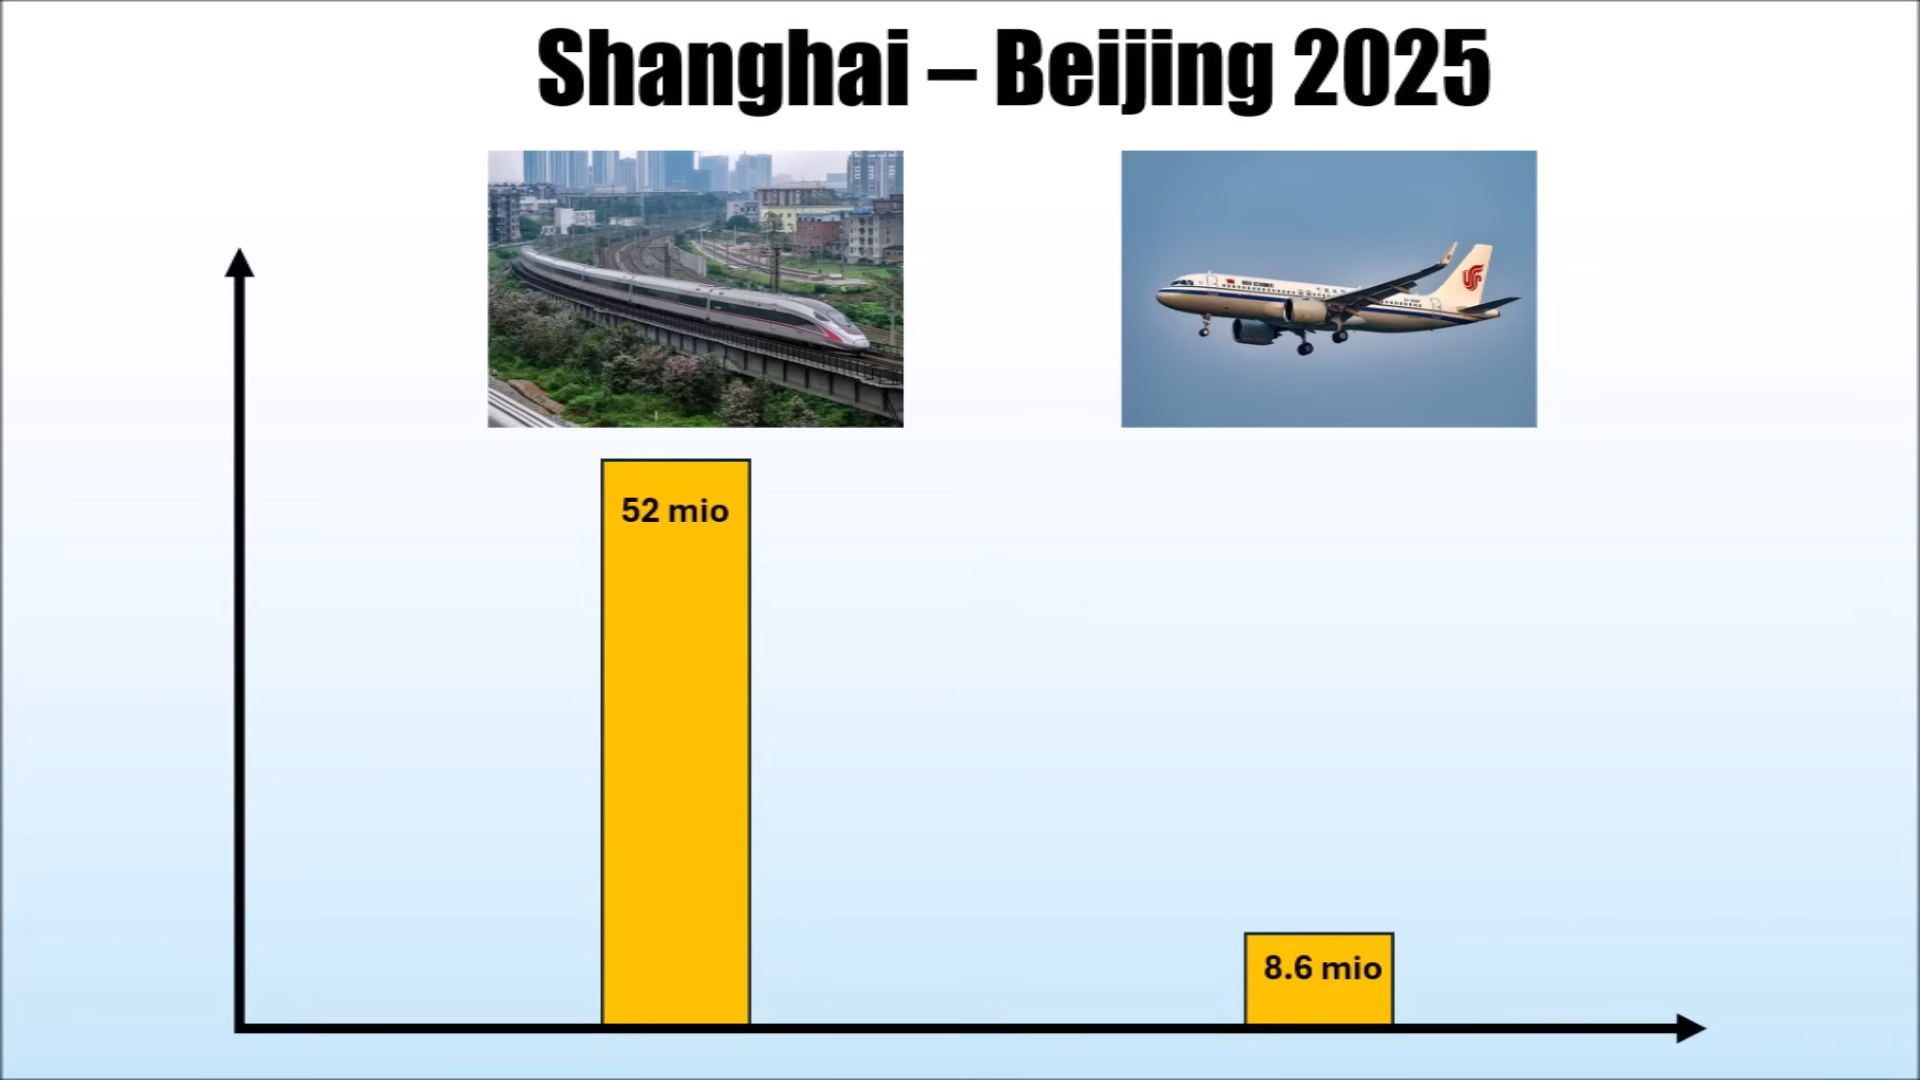 Shanghai – Beijing 2025
52 mio
8.6 mio